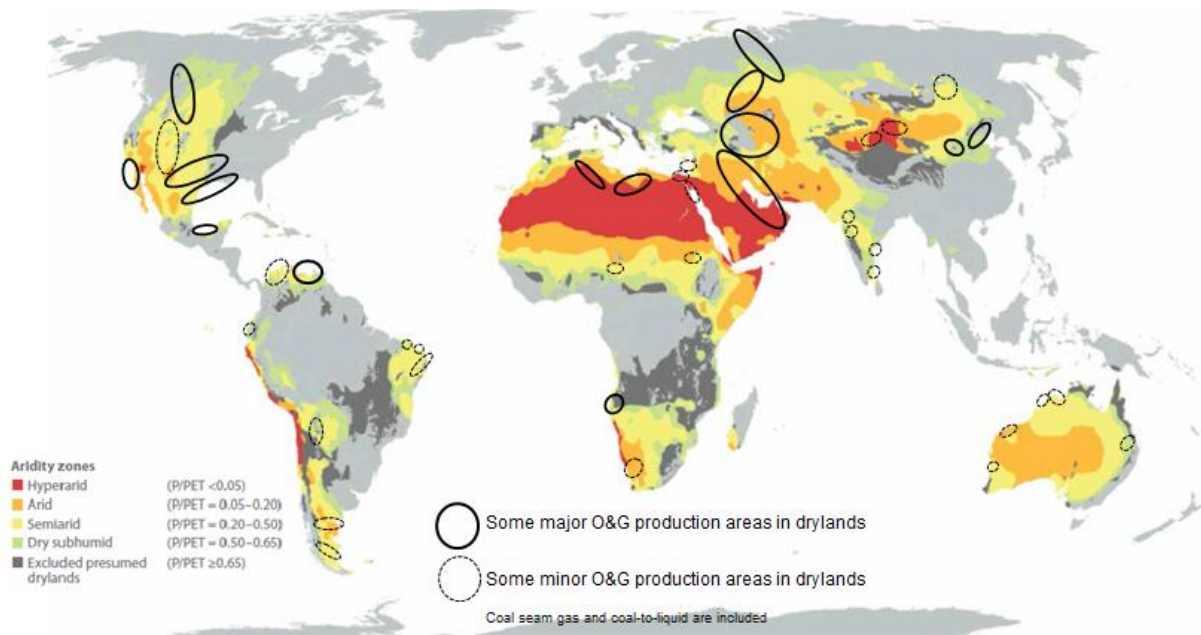 Aridity zones
Hyperarid (P/PET <0.05)
Arid (P/PET = 0.05–0.20)
Semiarid (P/PET = 0.20–0.50)
Dry subhumid (P/PET = 0.50–0.65)
Excluded presumed (P/PET ≥0.65)
drylands
Some major O&G production areas in drylands
Some minor O&G production areas in drylands
Coal seam gas and coal-to-liquid are included